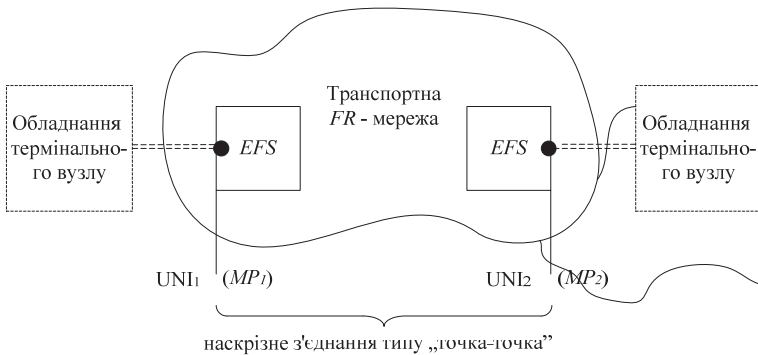 Транспортна
FR - мережа
Обладнання
термінально-
го вузлу
EFS
EFS
Обладнання
термінально-
го вузлу
UNI1 (MP1)
UNI2 (MP2)
наскрізне з'єднання типу „точка-точка”